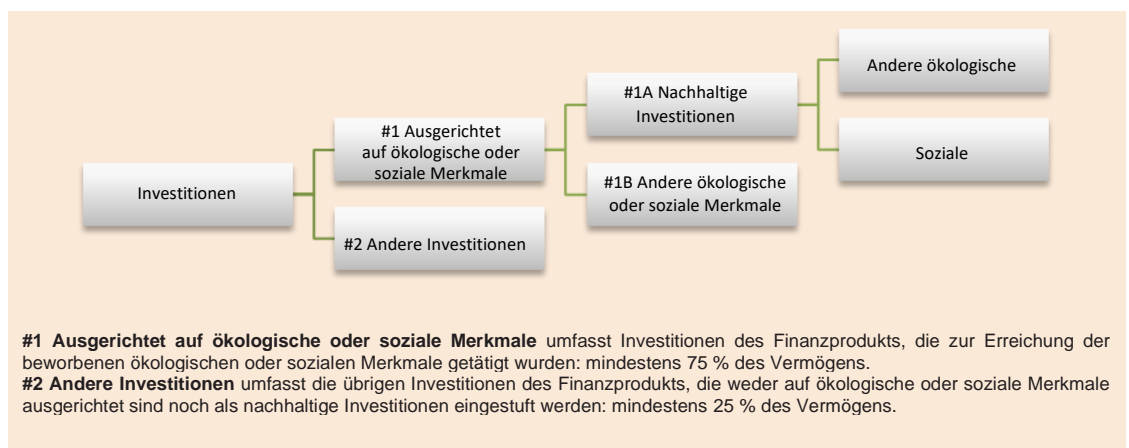 Andere ökologische
#1A Nachhaltige
Investitionen
#1 Ausgerichtet
auf ökologische oder
soziale Merkmale
Soziale
Investitionen
#1B Andere ökologische
oder soziale Merkmale
#2 Andere Investitionen
#1 Ausgerichtet auf ökologische oder soziale Merkmale umfasst Investitionen des Finanzprodukts, die zur Erreichung der
beworbenen ökologischen oder sozialen Merkmale getätigt wurden: mindestens 75 % des Vermögens.
#2 Andere Investitionen umfasst die übrigen Investitionen des Finanzprodukts, die weder auf ökologische oder soziale Merkmale
ausgerichtet sind noch als nachhaltige Investitionen eingestuft werden: mindestens 25 % des Vermögens.